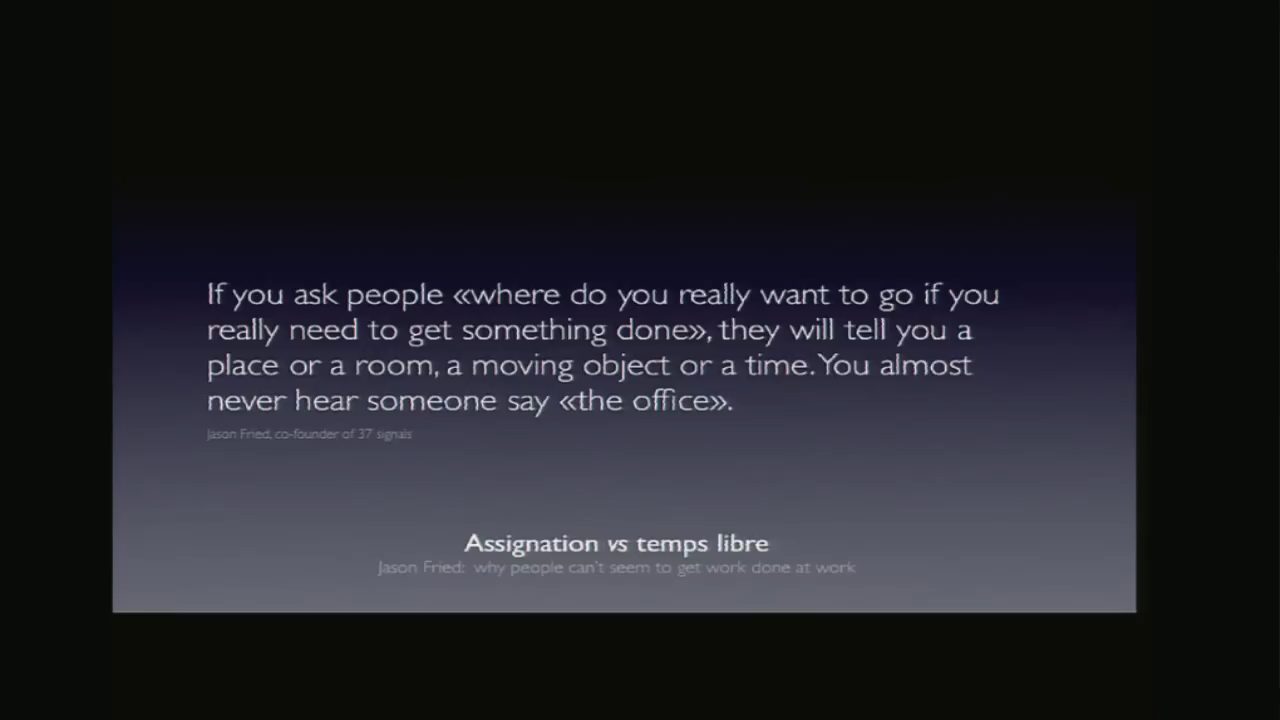 If you ask people «where do you really want to go if you
really need to get something done», they will tell you a
place or a room, a moving object or a time. You almost
never hear someone say «the office».
Jason Fried, co-founder of 37 signals
Assignation vs temps libre
Jason Fried: why people can't seem to get work done at work